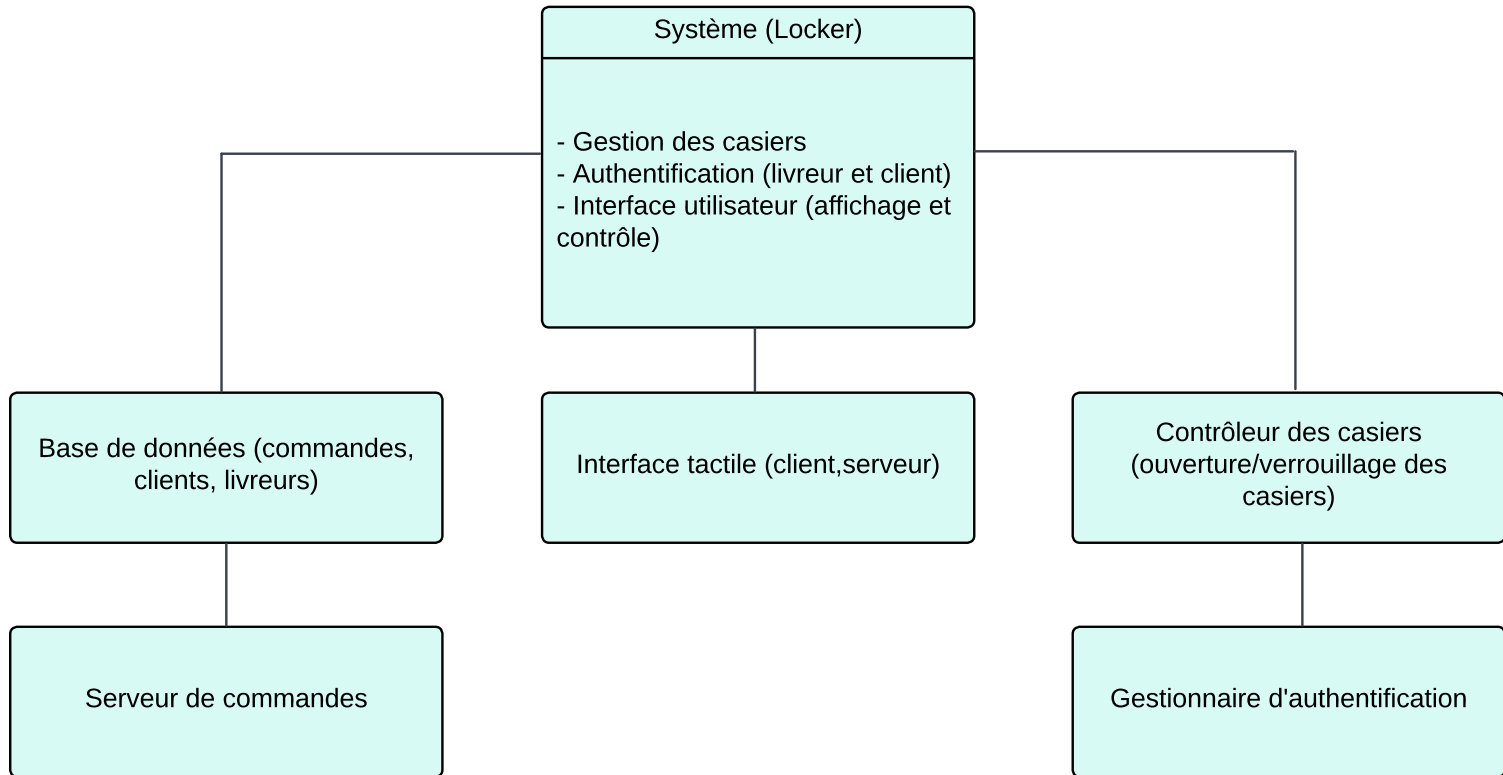 Système (Locker)
- Gestion des casiers
- Authentification (livreur et client)
- Interface utilisateur (affichage et
contrôle)
Base de données (commandes,
clients, livreurs)
Interface tactile (client,serveur)
Contrôleur des casiers
(ouverture/verrouillage des
casiers)
Serveur de commandes
Gestionnaire d'authentification